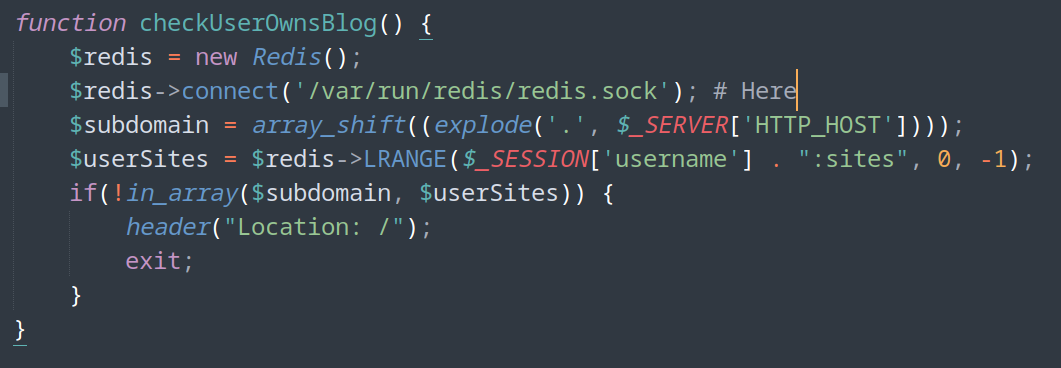 function checkUserOwnsBlog() {
    $redis = new Redis();
    $redis->connect('/var/run/redis/redis.sock'); # Here
    $subdomain = array_shift((explode('.', $_SERVER['HTTP_HOST'])));
    $userSites = $redis->LRANGE($_SESSION['username'] . ":sites", 0, -1);
    if(!in_array($subdomain, $userSites)) {
        header("Location: /");
        exit;
    }
}